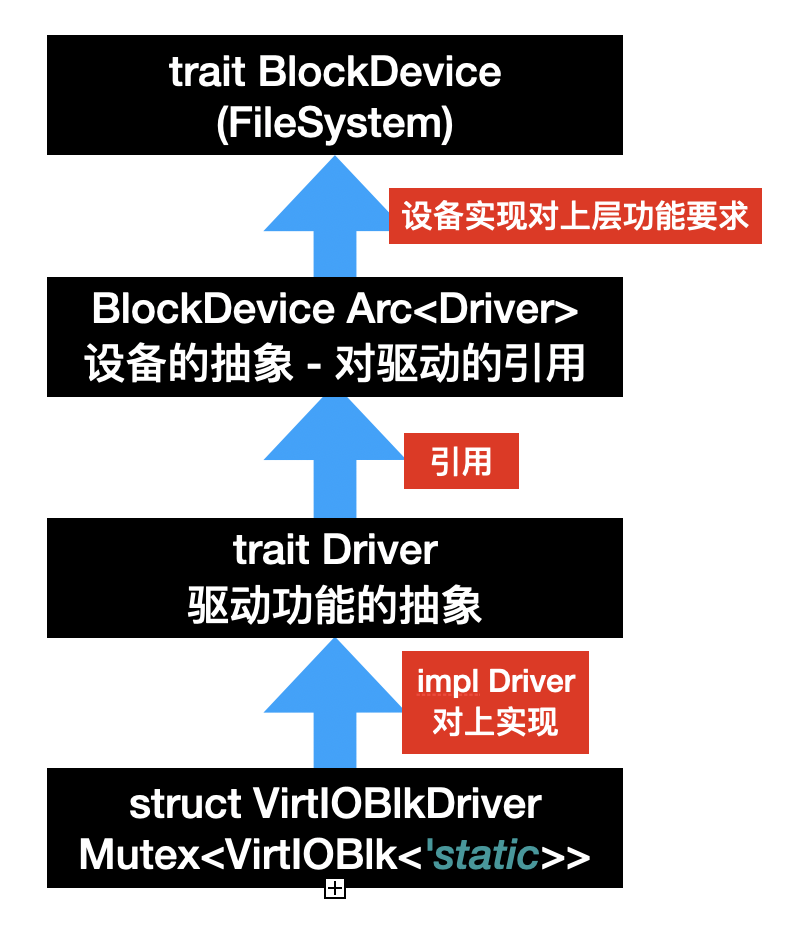 trait BlockDevice
(FileSystem)
设备实现对上层功能要求
BlockDevice Arc<Driver>
设备的抽象 - 对驱动的引用
引用
trait Driver
驱动功能的抽象
impl Driver
对上实现
struct VirtIOBlkDriver
Mutex<VirtIOBlk<'static>>